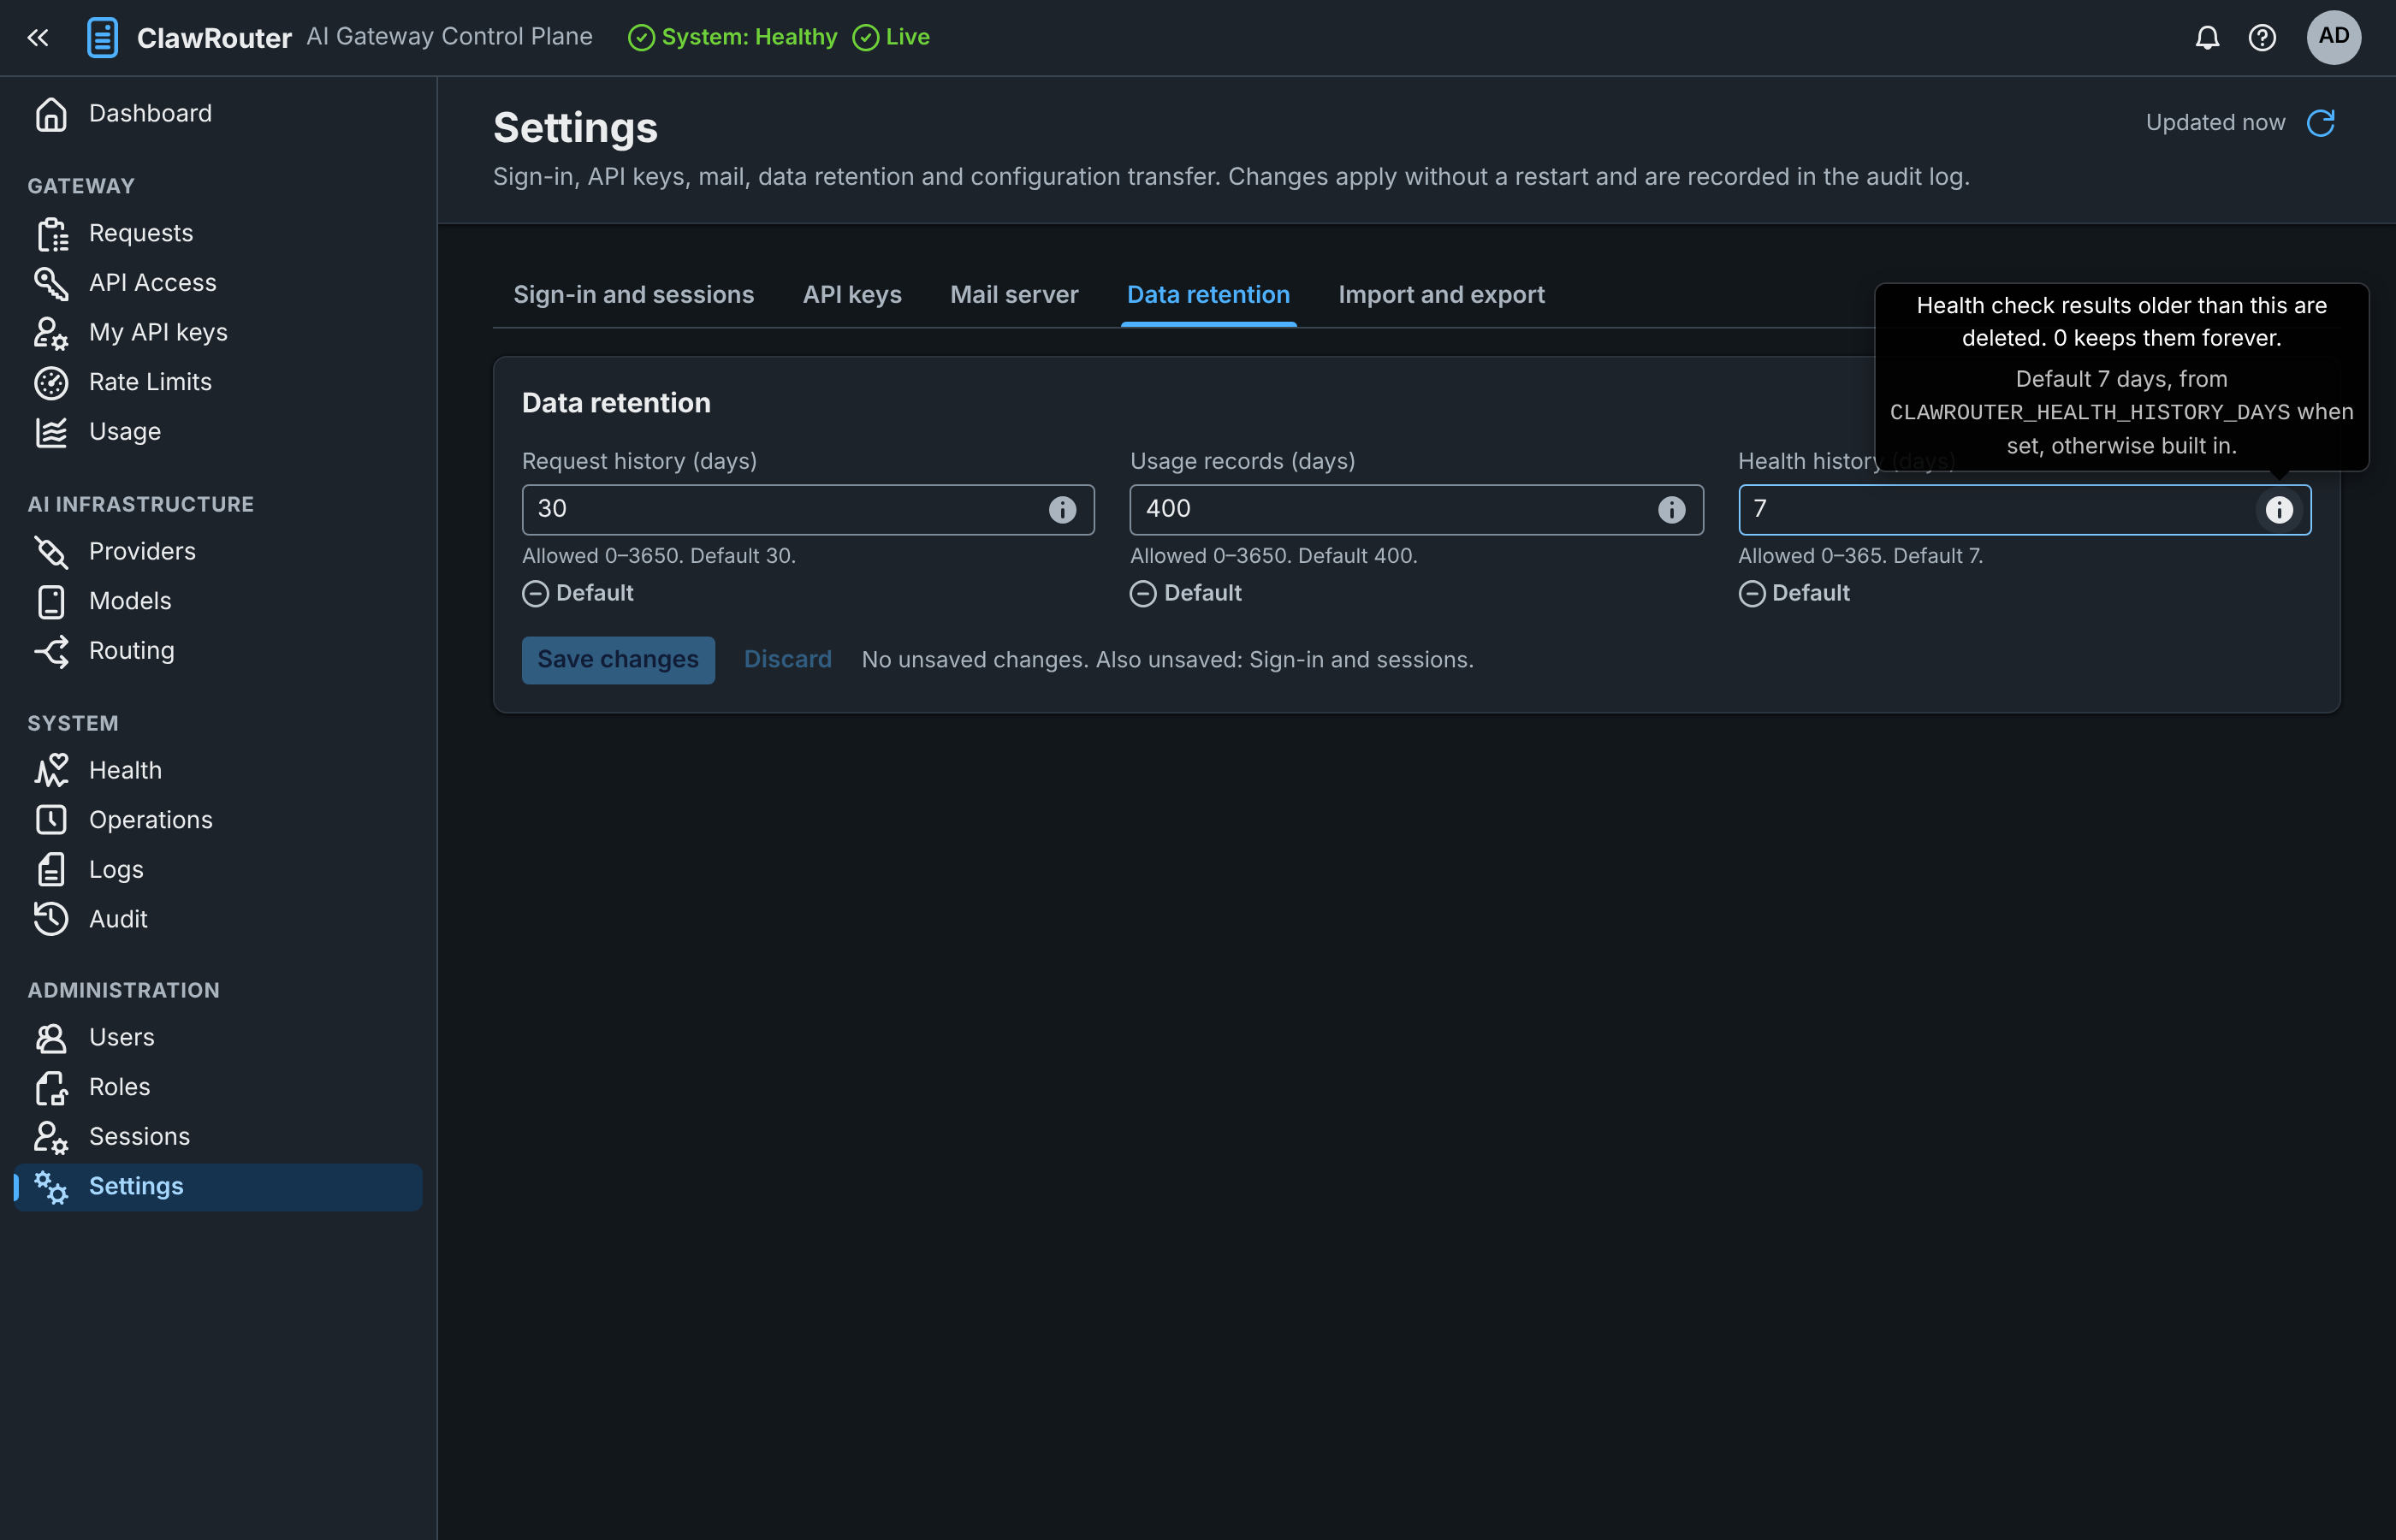 ClawRouter AI Gateway Control Plane System: Healthy Live AD
Dashboard
GATEWAY
Requests
API Access
My API keys
Rate Limits
Usage
AI INFRASTRUCTURE
Providers
Models
Routing
SYSTEM
Health
Operations
Logs
Audit
ADMINISTRATION
Users
Roles
Sessions
Settings
Settings
Updated now
Sign-in, API keys, mail, data retention and configuration transfer. Changes apply without a restart and are recorded in the audit log.
Sign-in and sessions API keys Mail server Data retention Import and export
Health check results older than this are
deleted. 0 keeps them forever.
Default 7 days, from
CLAWROUTER_HEALTH_HISTORY_DAYS when
set, otherwise built in.
Data retention
Request history (days) Usage records (days) Health history (days)
30 400 7
Allowed 0–3650. Default 30. Allowed 0–3650. Default 400. Allowed 0–365. Default 7.
Default Default Default
Save changes Discard No unsaved changes. Also unsaved: Sign-in and sessions.